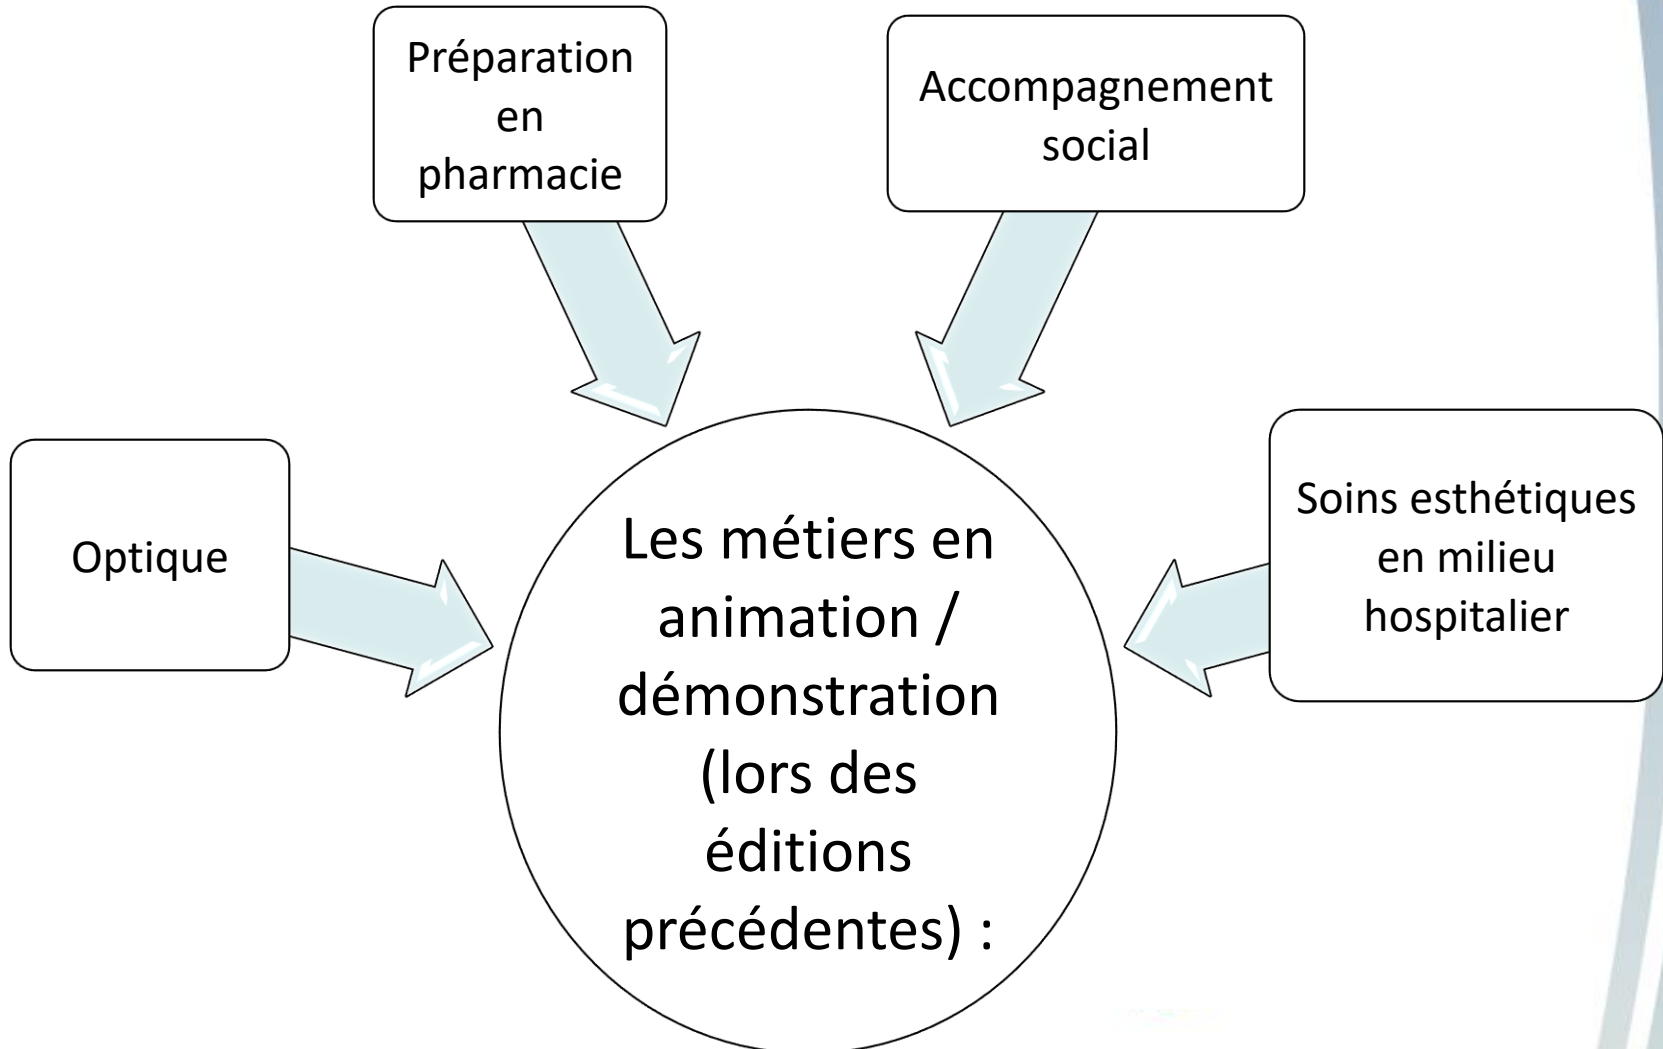 Préparation
en
pharmacie
Accompagnement
social
Optique
Soins esthétiques
en milieu
hospitalier
Les métiers en
animation /
démonstration
(lors des
éditions
précédentes) :